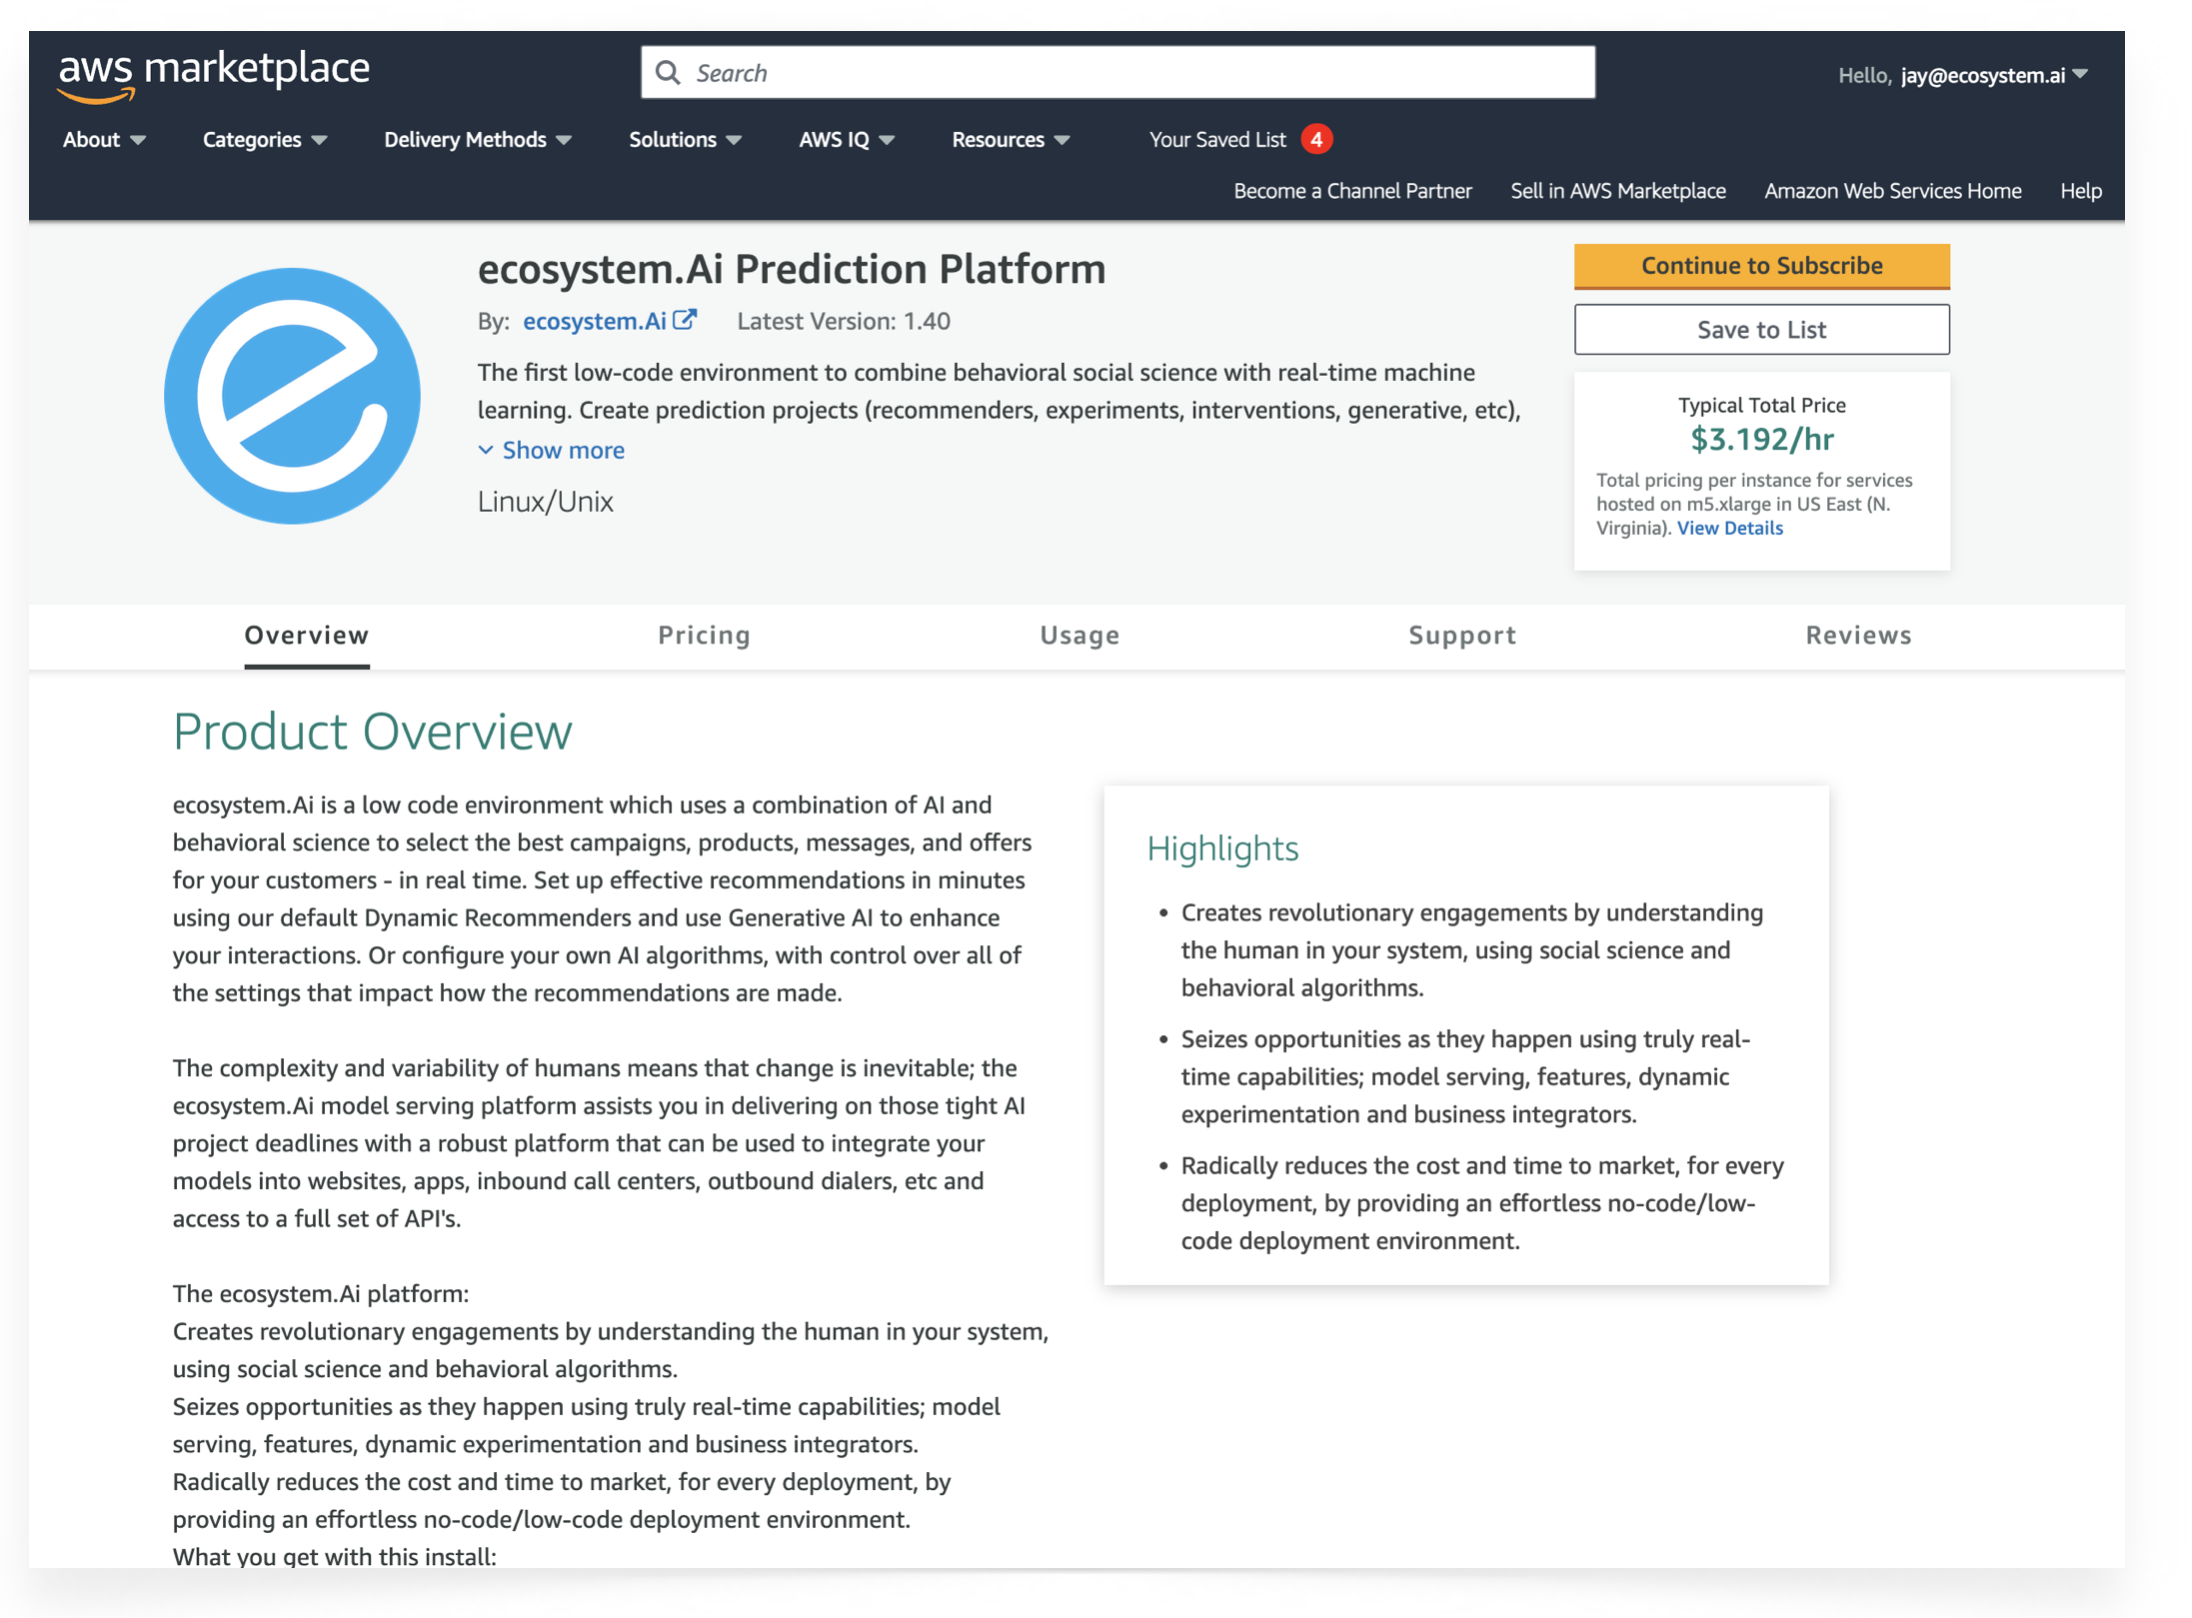 aws marketplace
Search
Hello, jay@ecosystem.ai
About
Categories
Delivery Methods
Solutions
AWS IQ
Resources
Your Saved List 4
Become a Channel Partner
Sell in AWS Marketplace
Amazon Web Services Home
Help
ecosystem.Ai Prediction Platform
By: ecosystem.Ai
Latest Version: 1.40
The first low-code environment to combine behavioral social science with real-time machine
learning. Create prediction projects (recommenders, experiments, interventions, generative, etc),
Show more
Linux/Unix
Continue to Subscribe
Save to List
Typical Total Price
$3.192/hr
Total pricing per instance for services
hosted on m5.xlarge in US East (N.
Virginia). View Details
Overview
Pricing
Usage
Support
Reviews
Product Overview
ecosystem.Ai is a low code environment which uses a combination of AI and
behavioral science to select the best campaigns, products, messages, and offers
for your customers - in real time. Set up effective recommendations in minutes
using our default Dynamic Recommenders and use Generative AI to enhance
your interactions. Or configure your own AI algorithms, with control over all of
the settings that impact how the recommendations are made.
The complexity and variability of humans means that change is inevitable; the
ecosystem.Ai model serving platform assists you in delivering on those tight AI
project deadlines with a robust platform that can be used to integrate your
models into websites, apps, inbound call centers, outbound dialers, etc and
access to a full set of API's.
The ecosystem.Ai platform:
Creates revolutionary engagements by understanding the human in your system,
using social science and behavioral algorithms.
Seizes opportunities as they happen using truly real-time capabilities; model
serving, features, dynamic experimentation and business integrators.
Radically reduces the cost and time to market, for every deployment, by
providing an effortless no-code/low-code deployment environment.
What you get with this install:
Highlights
• Creates revolutionary engagements by understanding
the human in your system, using social science and
behavioral algorithms.
• Seizes opportunities as they happen using truly real-
time capabilities; model serving, features, dynamic
experimentation and business integrators.
• Radically reduces the cost and time to market, for every
deployment, by providing an effortless no-code/low-
code deployment environment.